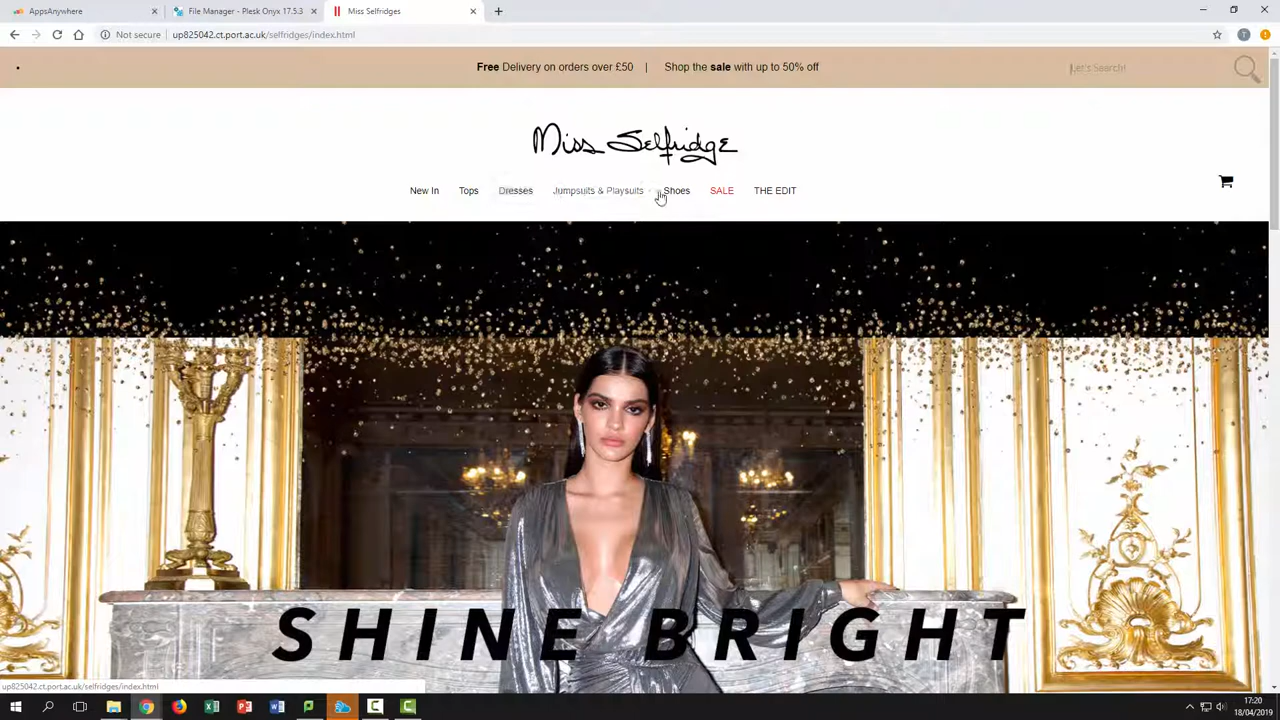 AppsAnywhere
File Manager - Plesk Onyx 17.5.3
Miss Selfridges
Not secure
up825042.ct.port.ac.uk/selfridges/index.html
T
Free Delivery on orders over £50 | Shop the sale with up to 50% off
Let's Search!
Miss Selfridge
New In Tops Dresses Jumpsuits & Playsuits Shoes SALE THE EDIT
SHINE BRIGHT
up825042.ct.port.ac.uk/selfridges/index.html
17:20
18/04/2019